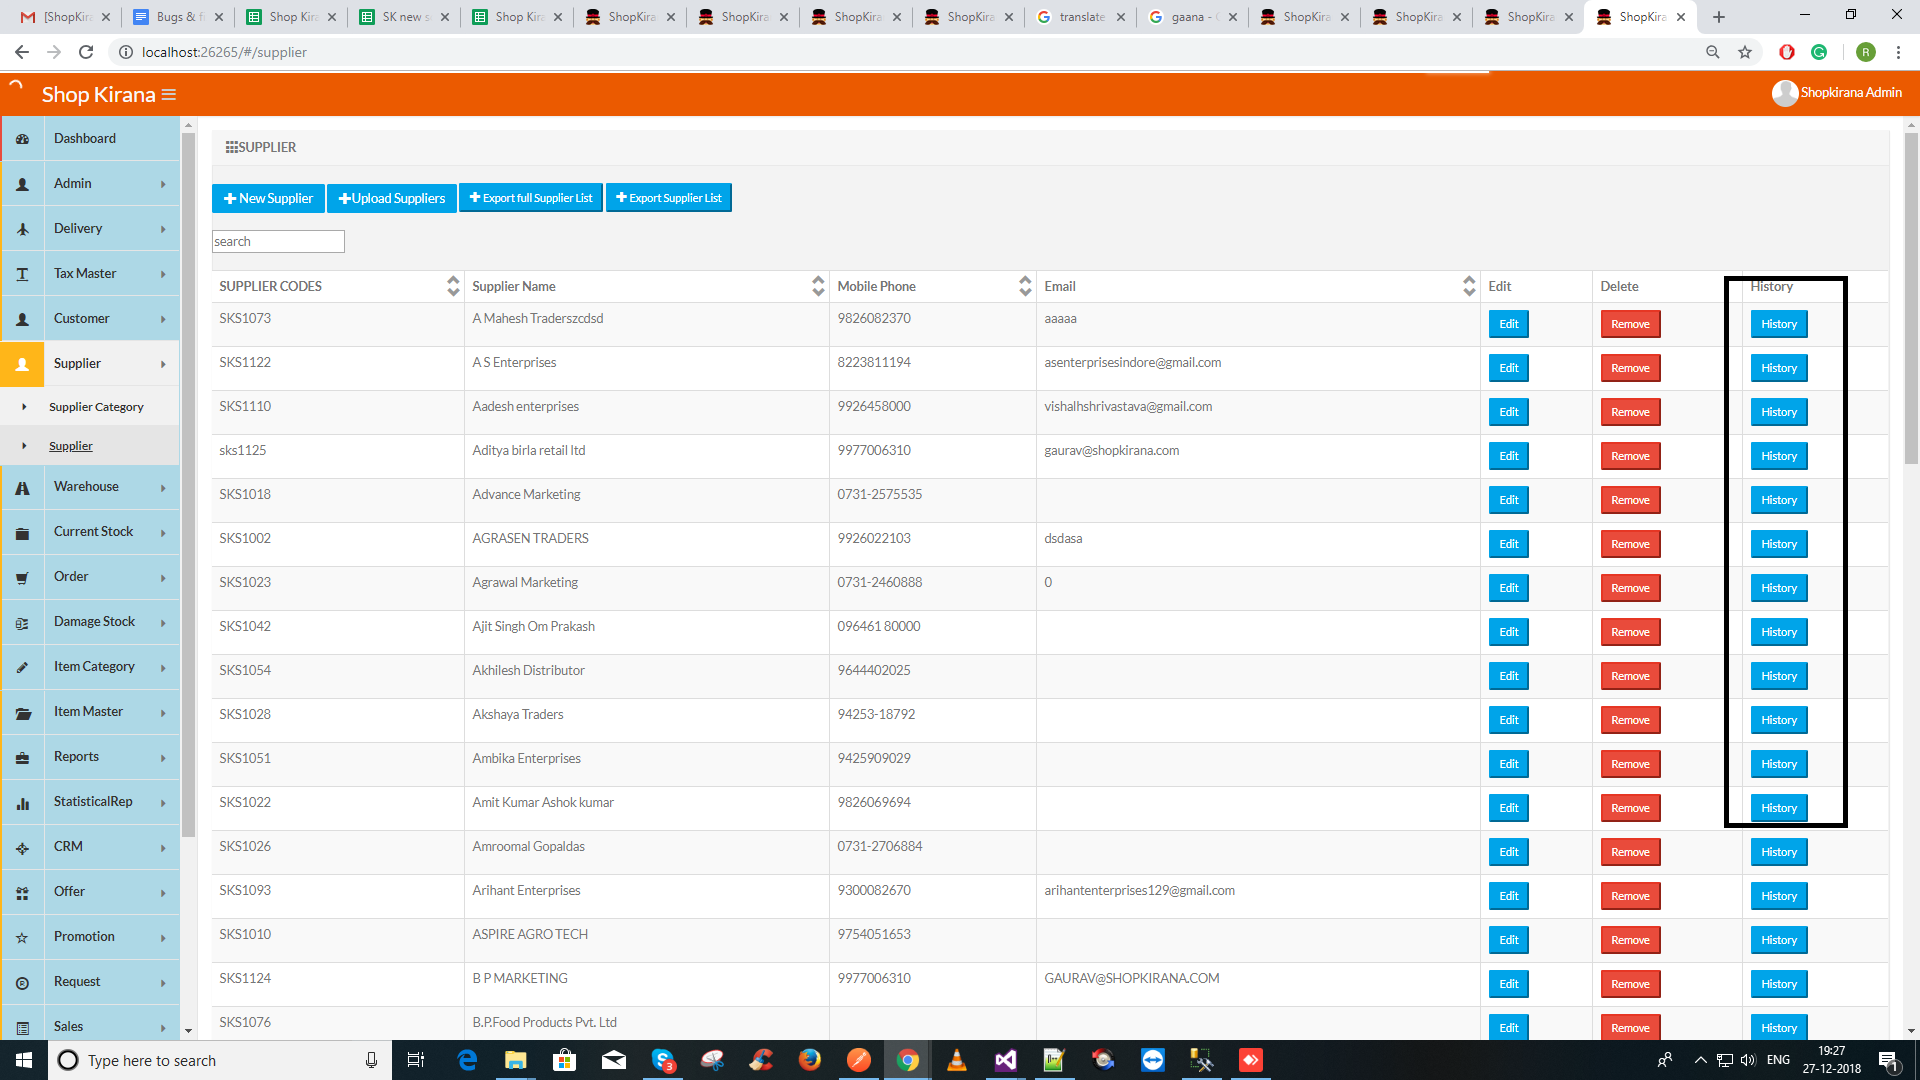 [ShopKira
Bugs & f
Shop Kira
SK new s
Shop Kira
ShopKira
ShopKira
ShopKira
ShopKira
translate
gaana - G
ShopKira
ShopKira
ShopKira
ShopKira
localhost:26265/#/supplier
R
Shop Kirana
Shopkirana Admin
Dashboard
Admin
Delivery
Tax Master
Customer
Supplier
Supplier Category
Supplier
Warehouse
Current Stock
Order
Damage Stock
Item Category
Item Master
Reports
StatisticalRep
CRM
Offer
Promotion
Request
Sales
SUPPLIER
New Supplier Upload Suppliers Export full Supplier List Export Supplier List
search
SUPPLIER CODES Supplier Name Mobile Phone Email Edit Delete History
SKS1073 A Mahesh Traderszcdsd 9826082370 aaaaa Edit Remove History
SKS1122 A S Enterprises 8223811194 asenterprisesindore@gmail.com Edit Remove History
SKS1110 Aadesh enterprises 9926458000 vishalhshrivastava@gmail.com Edit Remove History
sks1125 Aditya birla retail ltd 9977006310 gaurav@shopkirana.com Edit Remove History
SKS1018 Advance Marketing 0731-2575535 Edit Remove History
SKS1002 AGRASEN TRADERS 9926022103 dsdasa Edit Remove History
SKS1023 Agrawal Marketing 0731-2460888 0 Edit Remove History
SKS1042 Ajit Singh Om Prakash 096461 80000 Edit Remove History
SKS1054 Akhilesh Distributor 9644402025 Edit Remove History
SKS1028 Akshaya Traders 94253-18792 Edit Remove History
SKS1051 Ambika Enterprises 9425909029 Edit Remove History
SKS1022 Amit Kumar Ashok kumar 9826069694 Edit Remove History
SKS1026 Amroomal Gopaldas 0731-2706884 Edit Remove History
SKS1093 Arihant Enterprises 9300082670 arihantenterprises129@gmail.com Edit Remove History
SKS1010 ASPIRE AGRO TECH 9754051653 Edit Remove History
SKS1124 B P MARKETING 9977006310 GAURAV@SHOPKIRANA.COM Edit Remove History
SKS1076 B.P.Food Products Pvt. Ltd Edit Remove History
Type here to search
3
ENG
19:27
27-12-2018
1